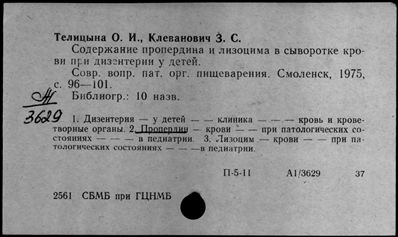 Телицына О. И., Клеванович З. С.
Содержание пропердина и лизоцима в сыворотке кро-
ви при дизентерии у детей.
Совр. вопр. пат. орг. пищеварения. Смоленск, 1975,
с. 96—101.
Библиогр.: 10 назв.
3629
1. Дизентерия — у детей — — клиника — — — кровь и крове-
творные органы. 2. Пропердин — крови — — при патологических со-
стояниях — — — в педиатрии. 3. Лизоцим — крови — — при па-
тологических состояниях — — — в педиатрии.
П-5-11 А1/3629 37
2561 СБМБ при ГЦНМБ